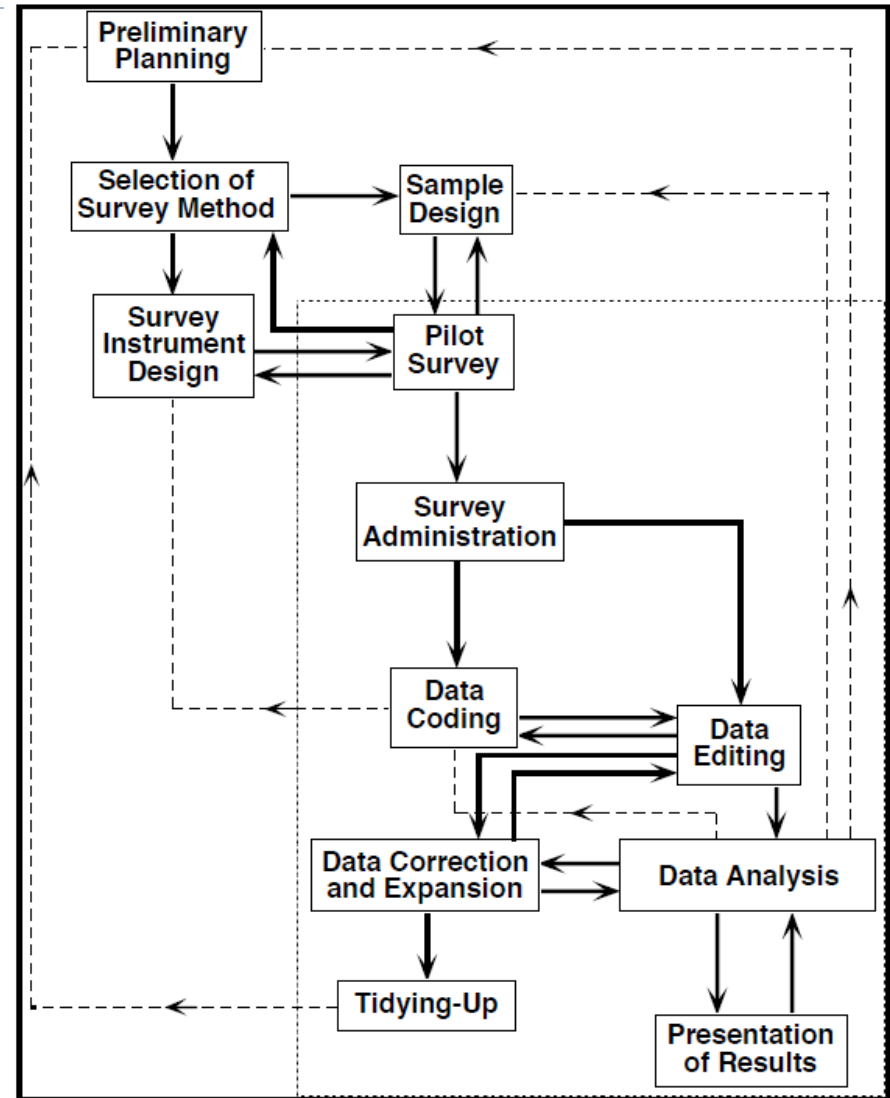 Preliminary
Planning
Selection of
Survey Method
Sample
Design
Survey
Instrument
Design
Pilot
Survey
Survey
Administration
Data
Coding
Data
Editing
Data Correction
and Expansion
Data Analysis
Tidying-Up
Presentation
of Results